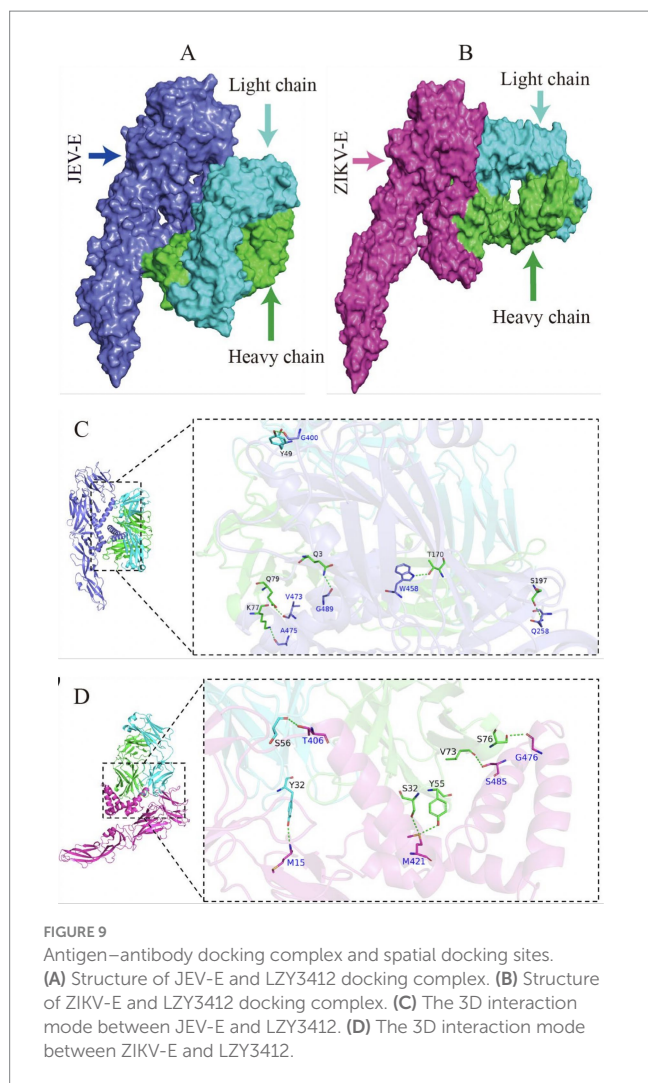 A
B
Light chain
Light chain
JEV-E
ZIKV-E
Heavy chain
Heavy chain
C
G400
Y49
Q3
T170
Q79
W458
S197
K77
V473
G489
A475
Q258
D
S56
T406
S76
V73
G476
S485
Y32
S32
Y55
M15
M421
FIGURE 9
Antigen–antibody docking complex and spatial docking sites.
(A) Structure of JEV-E and LZY3412 docking complex. (B) Structure
of ZIKV-E and LZY3412 docking complex. (C) The 3D interaction
mode between JEV-E and LZY3412. (D) The 3D interaction mode
between ZIKV-E and LZY3412.